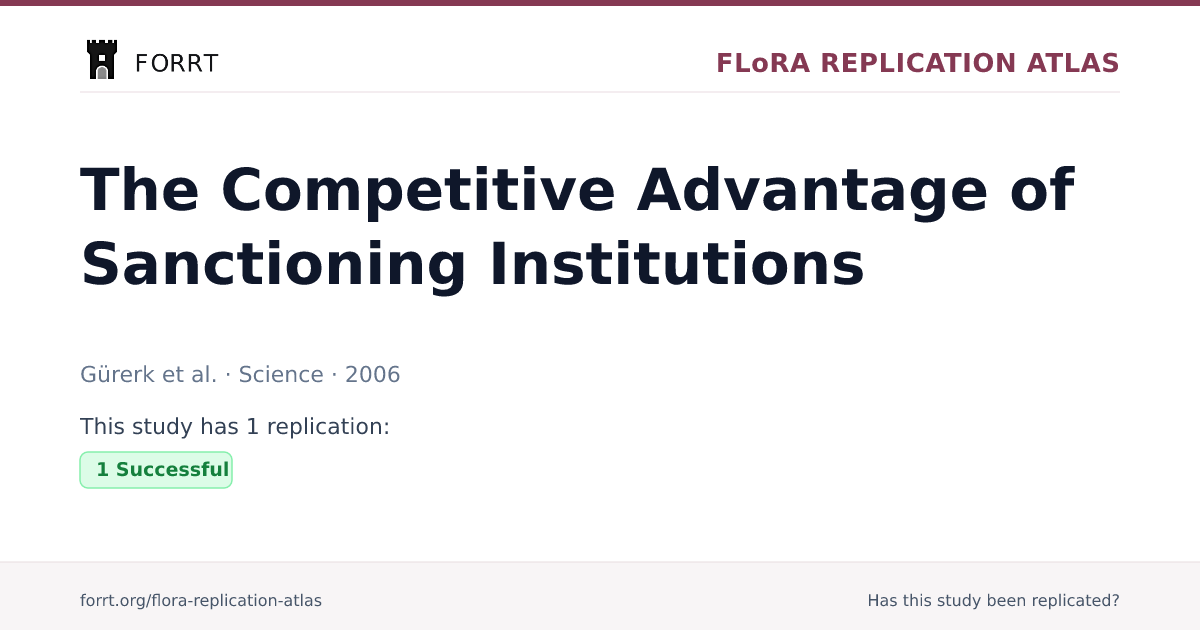 FORRT
FLoRA REPLICATION ATLAS
The Competitive Advantage of
Sanctioning Institutions
Gürerk et al. · Science · 2006
This study has 1 replication:
1 Successful
forrt.org/flora-replication-atlas
Has this study been replicated?